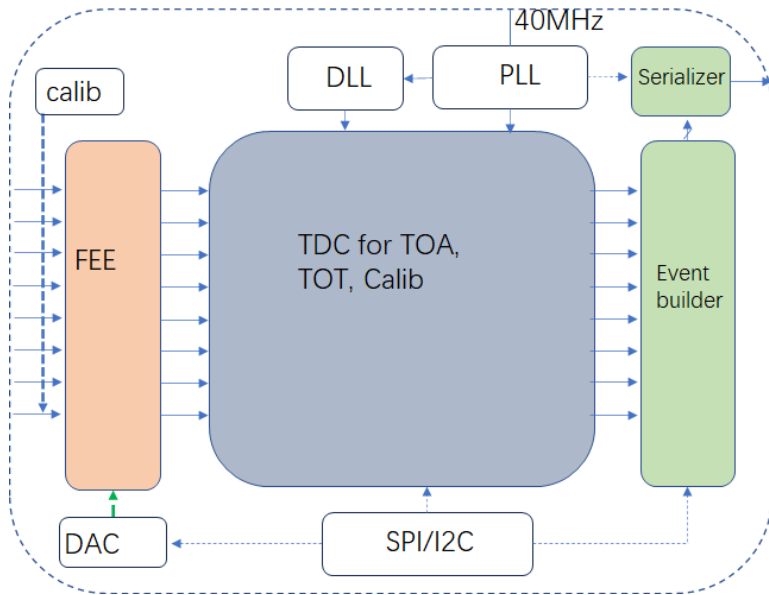 40MHz
calib
DLL
PLL
Serializer
FEE
TDC for TOA,
TOT, Calib
Event
builder
DAC
SPI/I2C